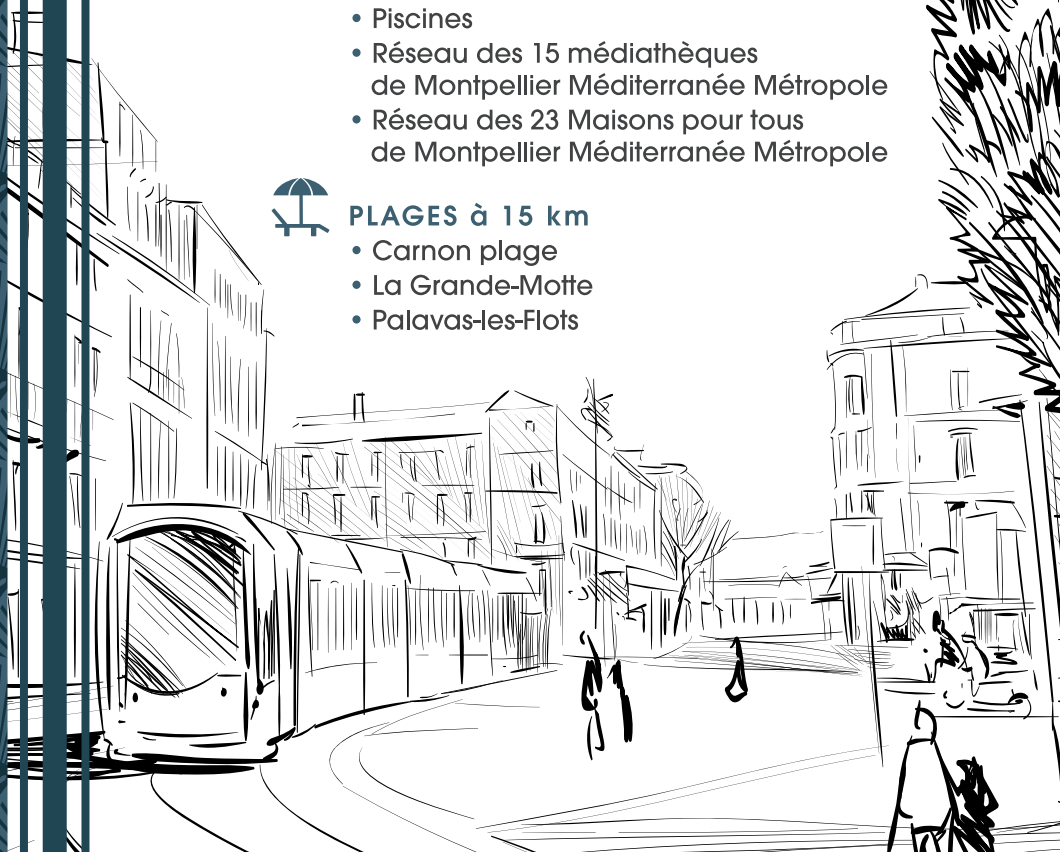 • Piscines
• Réseau des 15 médiathèques
de Montpellier Méditerranée Métropole
• Réseau des 23 Maisons pour tous
de Montpellier Méditerranée Métropole
PLAGES à 15 km
• Carnon plage
• La Grande-Motte
• Palavas-les-Flots